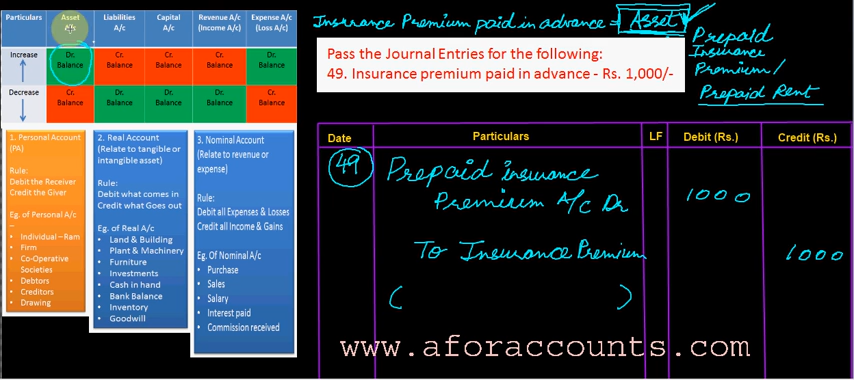 Particulars Asset A/c Liabilities A/c Capital A/c Revenue A/c (Income A/c) Expense A/c (Loss A/c)
Increase Dr. Balance Cr. Balance Cr. Balance Cr. Balance Dr. Balance
Decrease Cr. Balance Dr. Balance Dr. Balance Dr. Balance Cr. Balance
1. Personal Account
(PA)
Rule:
Debit the Receiver
Credit the Giver
Eg. of Personal A/c
–
• Individual – Ram
• Firm
• Co-Operative
Societies
• Debtors
• Creditors
• Drawing
2. Real Account
(Relate to tangible or
intangible asset)
Rule:
Debit what comes in
Credit what Goes out
Eg. of Real A/c
• Land & Building
• Plant & Machinery
• Furniture
• Investments
• Cash in hand
• Bank Balance
• Inventory
• Goodwill
3. Nominal Account
(Relate to revenue or
expense)
Rule:
Debit all Expenses & Losses
Credit all Income & Gains
Eg. Of Nominal A/c
• Purchase
• Sales
• Salary
• Interest paid
• Commission received
Insurance Premium paid in advance = Asset
Prepaid
Insurance
Premium /
Prepaid Rent
Pass the Journal Entries for the following:
49. Insurance premium paid in advance - Rs. 1,000/-
Date Particulars LF Debit (Rs.) Credit (Rs.)
49 Prepaid insurance
Premium A/c Dr 1000
To Insurance Premium 1000
( )
www.aforaccounts.com